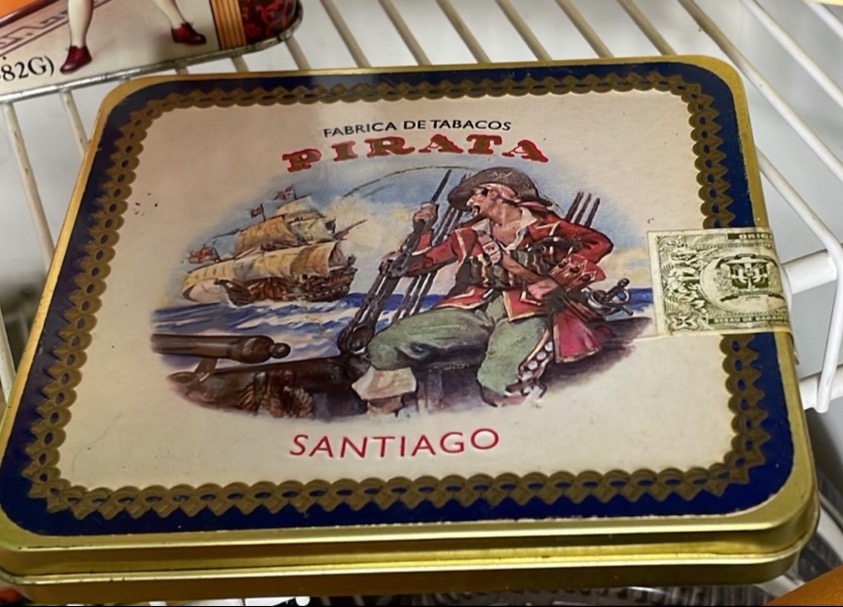 82G)
FABRICA DE TABACOS
PIRATA
SANTIAGO